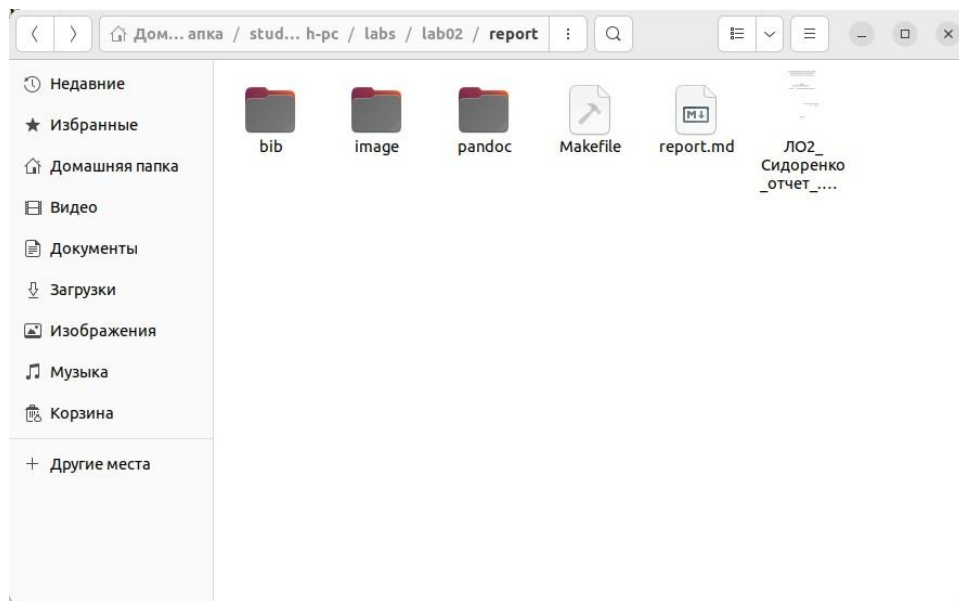 Дом... апка / stud... h-pc / labs / lab02 / report
Недавние
Избранные
Домашняя папка
Видео
Документы
Загрузки
Изображения
Музыка
Корзина
Другие места
bib
image
pandoc
Makefile
report.md
M↓
ЛО2_
Сидоренко
_отчет_....